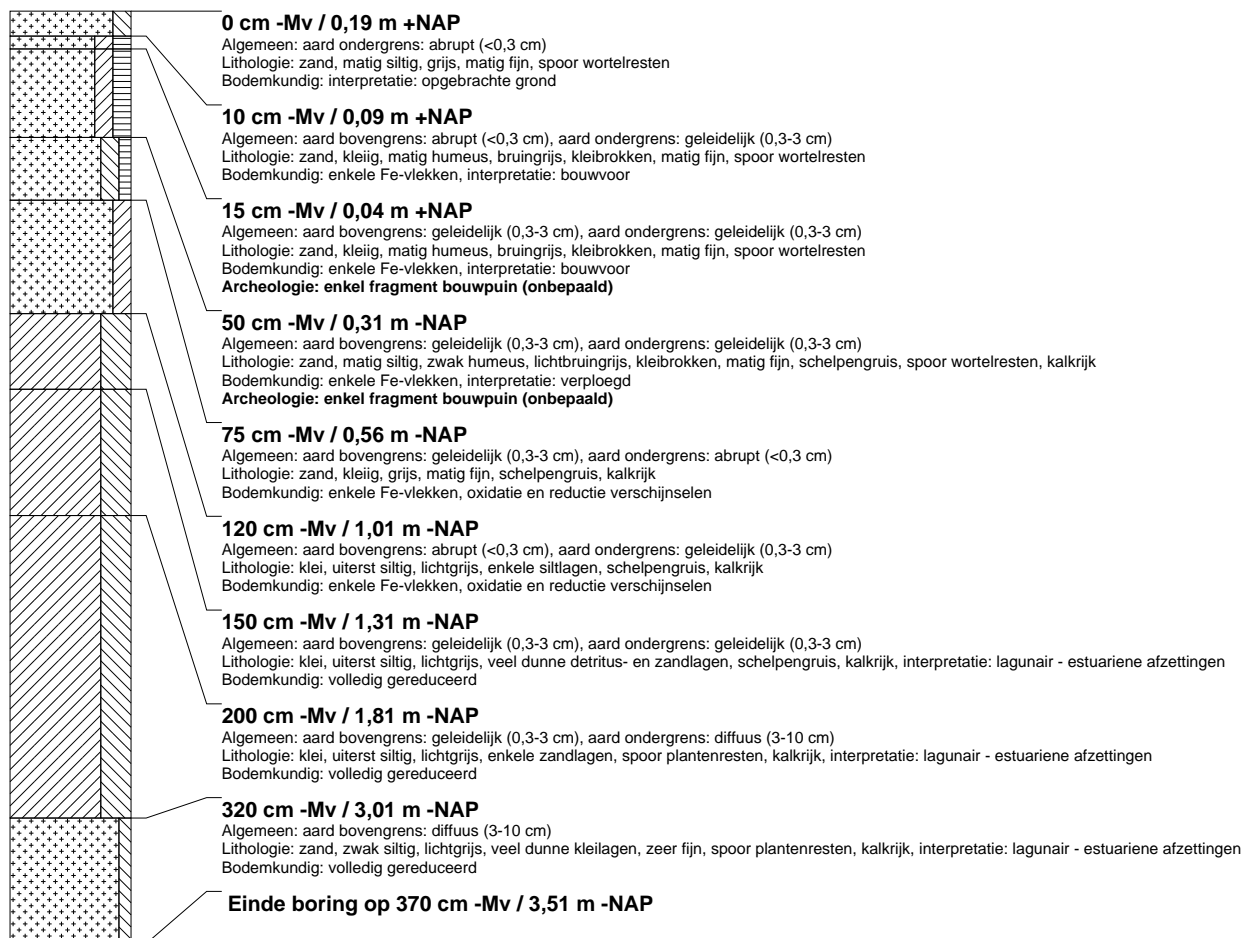 0 cm -Mv / 0,19 m +NAP
Algemeen: aard ondergrens: abrupt (<0,3 cm)
Lithologie: zand, matig siltig, grijs, matig fijn, spoor wortelresten
Bodemkundig: interpretatie: opgebrachte grond
10 cm -Mv / 0,09 m +NAP
Algemeen: aard bovengrens: abrupt (<0,3 cm), aard ondergrens: geleidelijk (0,3-3 cm)
Lithologie: zand, kleiig, matig humeus, bruingrijs, kleibrokken, matig fijn, spoor wortelresten
Bodemkundig: enkele Fe-vlekken, interpretatie: bouwvoor
15 cm -Mv / 0,04 m +NAP
Algemeen: aard bovengrens: geleidelijk (0,3-3 cm), aard ondergrens: geleidelijk (0,3-3 cm)
Lithologie: zand, kleiig, matig humeus, bruingrijs, kleibrokken, matig fijn, spoor wortelresten
Bodemkundig: enkele Fe-vlekken, interpretatie: bouwvoor
Archeologie: enkel fragment bouwpuin (onbepaald)
50 cm -Mv / 0,31 m -NAP
Algemeen: aard bovengrens: geleidelijk (0,3-3 cm), aard ondergrens: geleidelijk (0,3-3 cm)
Lithologie: zand, matig siltig, zwak humeus, lichtbruingrijs, kleibrokken, matig fijn, schelpengruis, spoor wortelresten, kalkrijk
Bodemkundig: enkele Fe-vlekken, interpretatie: verploegd
Archeologie: enkel fragment bouwpuin (onbepaald)
75 cm -Mv / 0,56 m -NAP
Algemeen: aard bovengrens: geleidelijk (0,3-3 cm), aard ondergrens: abrupt (<0,3 cm)
Lithologie: zand, kleiig, grijs, matig fijn, schelpengruis, kalkrijk
Bodemkundig: enkele Fe-vlekken, oxidatie en reductie verschijnselen
120 cm -Mv / 1,01 m -NAP
Algemeen: aard bovengrens: abrupt (<0,3 cm), aard ondergrens: geleidelijk (0,3-3 cm)
Lithologie: klei, uiterst siltig, lichtgrijs, enkele siltlagen, schelpengruis, kalkrijk
Bodemkundig: enkele Fe-vlekken, oxidatie en reductie verschijnselen
150 cm -Mv / 1,31 m -NAP
Algemeen: aard bovengrens: geleidelijk (0,3-3 cm), aard ondergrens: geleidelijk (0,3-3 cm)
Lithologie: klei, uiterst siltig, lichtgrijs, veel dunne detritus- en zandlagen, schelpengruis, kalkrijk, interpretatie: lagunair - estuariene afzettingen
Bodemkundig: volledig gereduceerd
200 cm -Mv / 1,81 m -NAP
Algemeen: aard bovengrens: geleidelijk (0,3-3 cm), aard ondergrens: diffuus (3-10 cm)
Lithologie: klei, uiterst siltig, lichtgrijs, enkele zandlagen, spoor plantenresten, kalkrijk, interpretatie: lagunair - estuariene afzettingen
Bodemkundig: volledig gereduceerd
320 cm -Mv / 3,01 m -NAP
Algemeen: aard bovengrens: diffuus (3-10 cm)
Lithologie: zand, zwak siltig, lichtgrijs, veel dunne kleilagen, zeer fijn, spoor plantenresten, kalkrijk, interpretatie: lagunair - estuariene afzettingen
Bodemkundig: volledig gereduceerd
Einde boring op 370 cm -Mv / 3,51 m -NAP